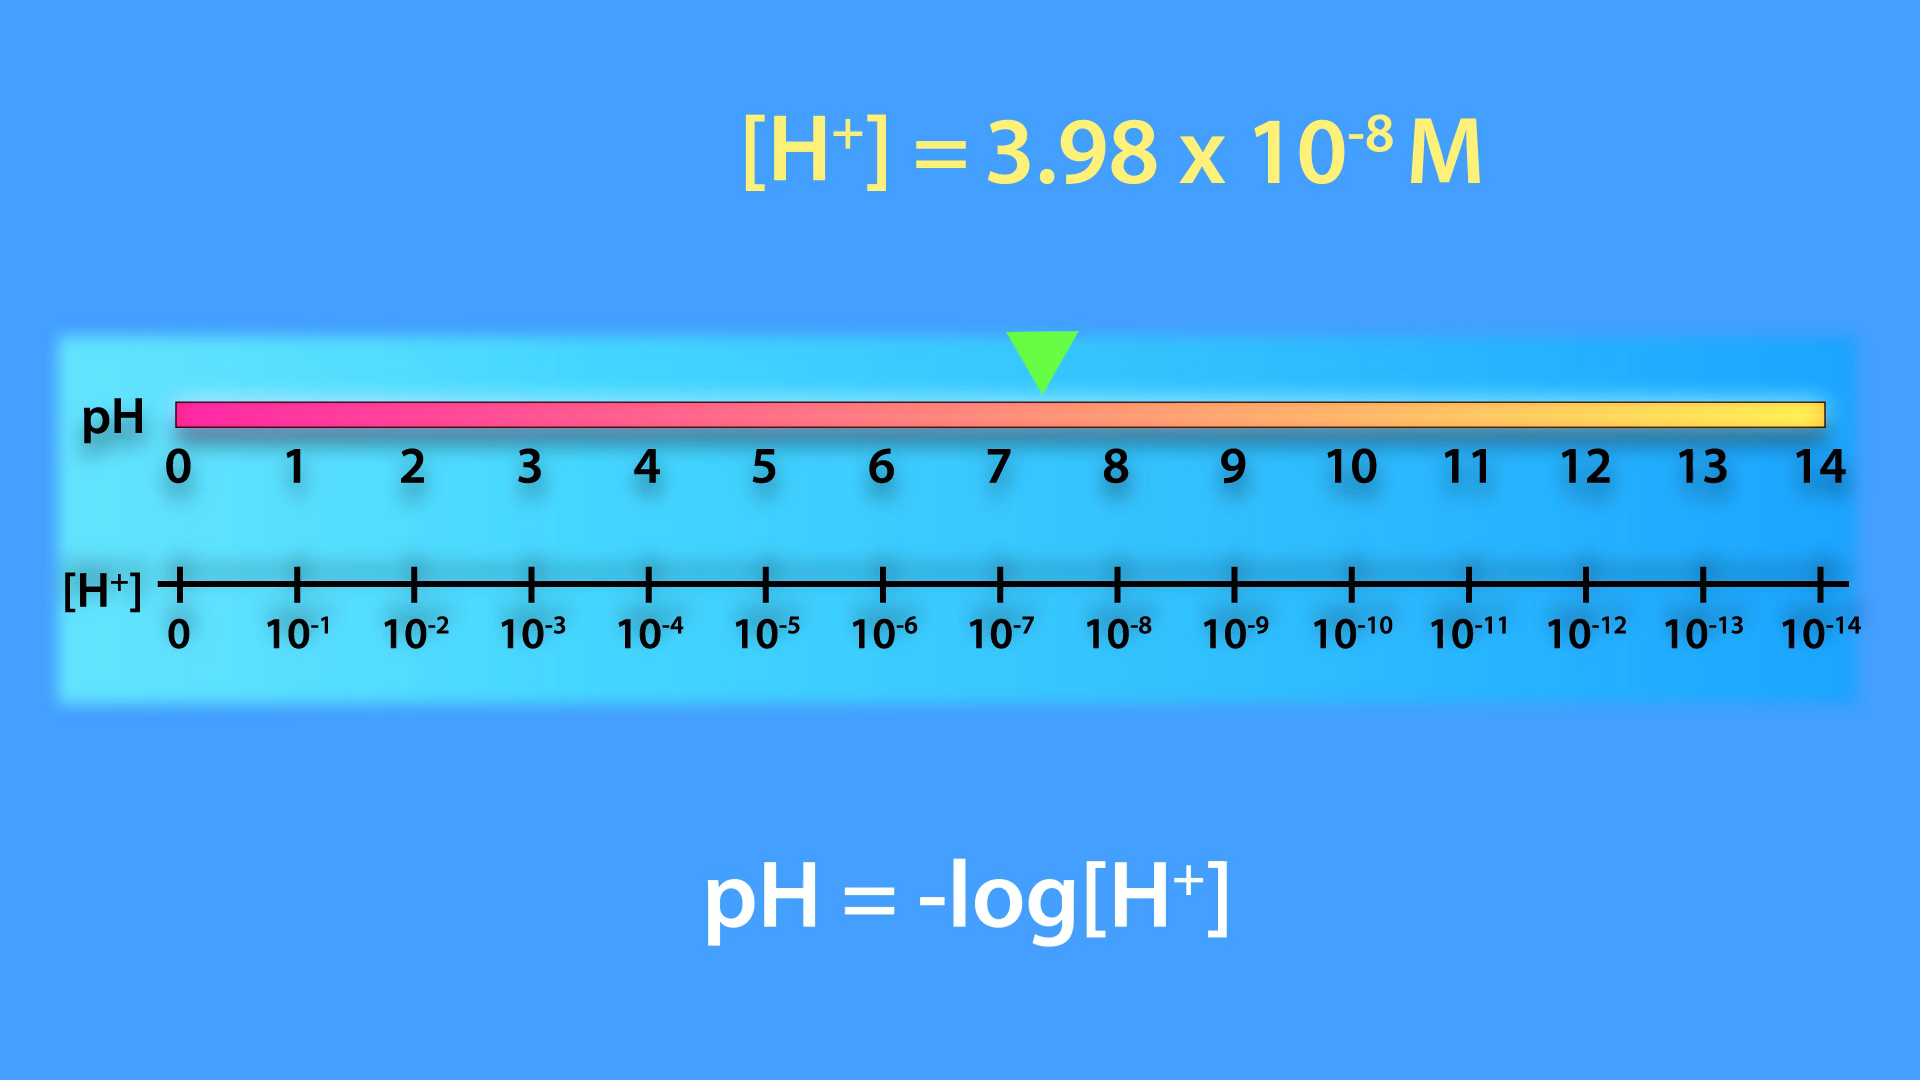 [H⁺] = 3.98 x 10⁻⁸ M
pH
0 1 2 3 4 5 6 7 8 9 10 11 12 13 14
[H⁺]
0 10⁻¹ 10⁻² 10⁻³ 10⁻⁴ 10⁻⁵ 10⁻⁶ 10⁻⁷ 10⁻⁸ 10⁻⁹ 10⁻¹⁰ 10⁻¹¹ 10⁻¹² 10⁻¹³ 10⁻¹⁴
pH = -log[H⁺]